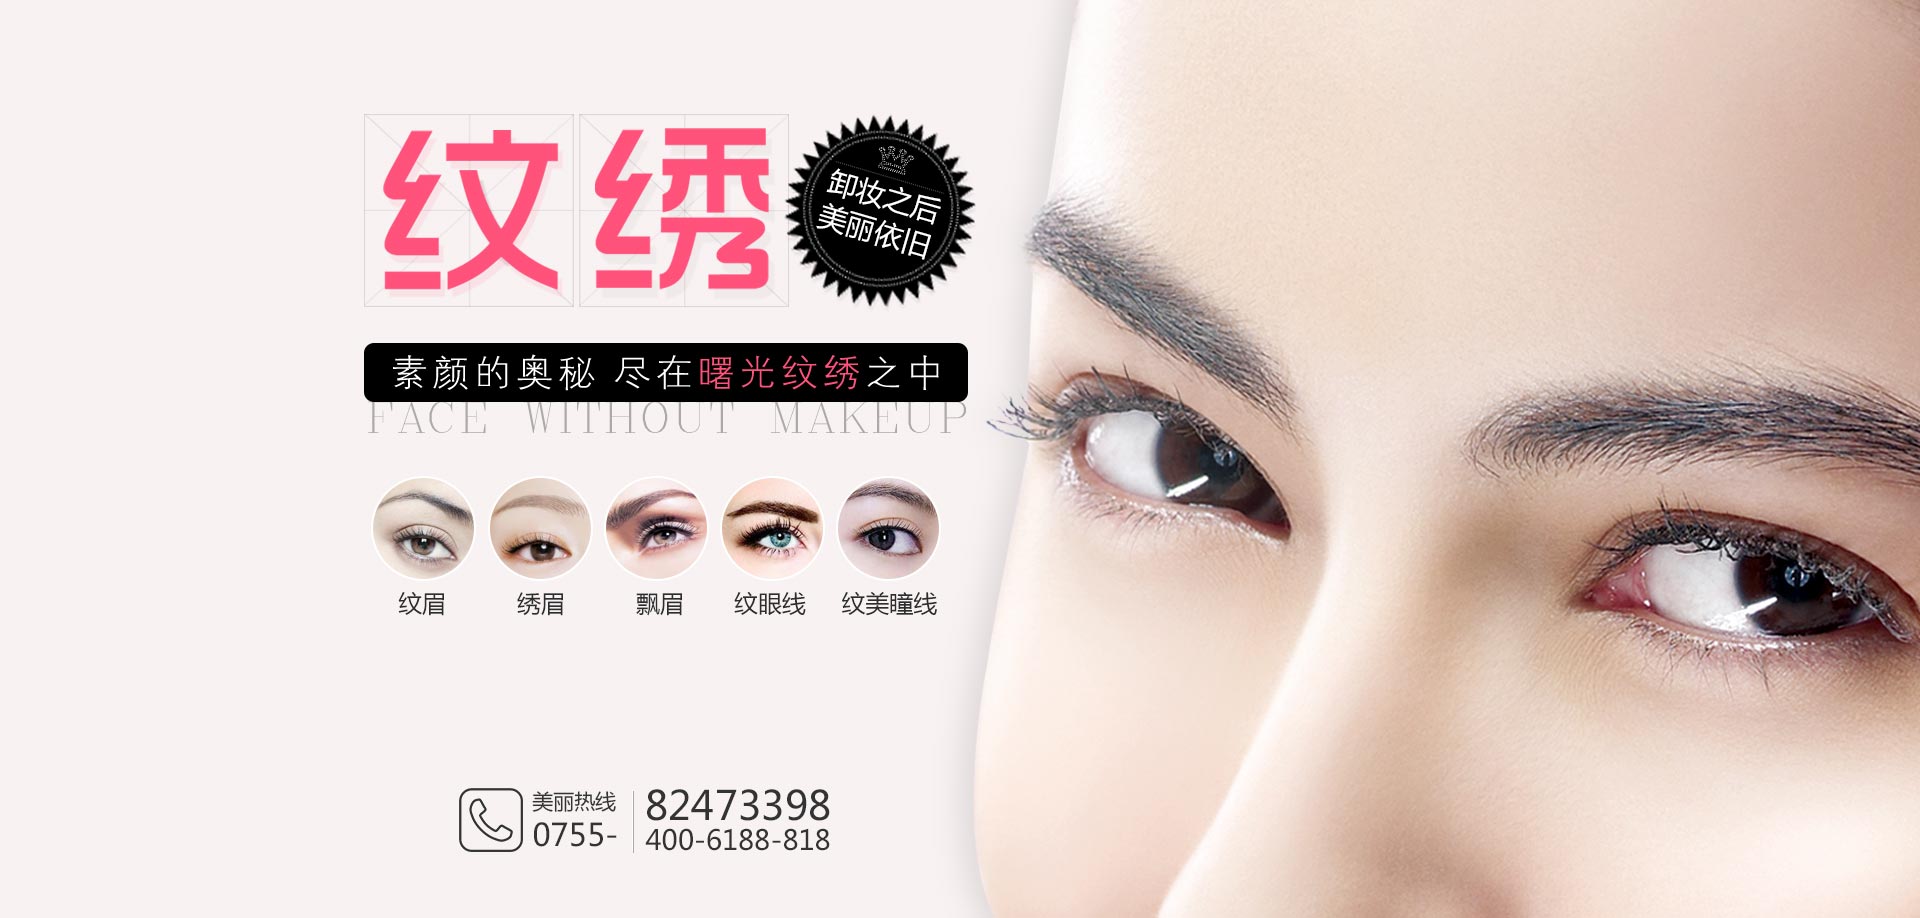 纹绣
卸妆之后
美丽依旧
素颜的奥秘 尽在曙光纹绣之中
FACE WITHOUT MAKEUP
纹眉
绣眉
飘眉
纹眼线
纹美瞳线
美丽热线
0755-
82473398
400-6188-818